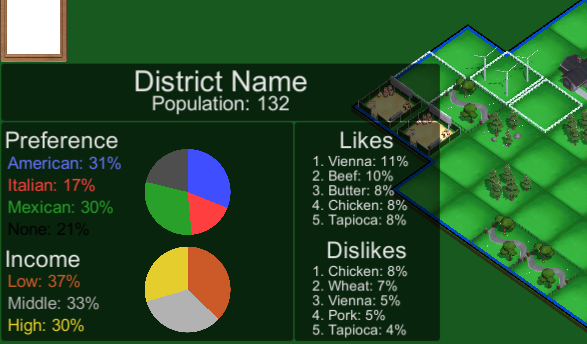 District Name
Population: 132
Preference
American: 31%
Italian: 17%
Mexican: 30%
None: 21%
Income
Low: 37%
Middle: 33%
High: 30%
Likes
1. Vienna: 11%
2. Beef: 10%
3. Butter: 8%
4. Chicken: 8%
5. Tapioca: 8%
Dislikes
1. Chicken: 8%
2. Wheat: 7%
3. Vienna: 5%
4. Pork: 5%
5. Tapioca: 4%